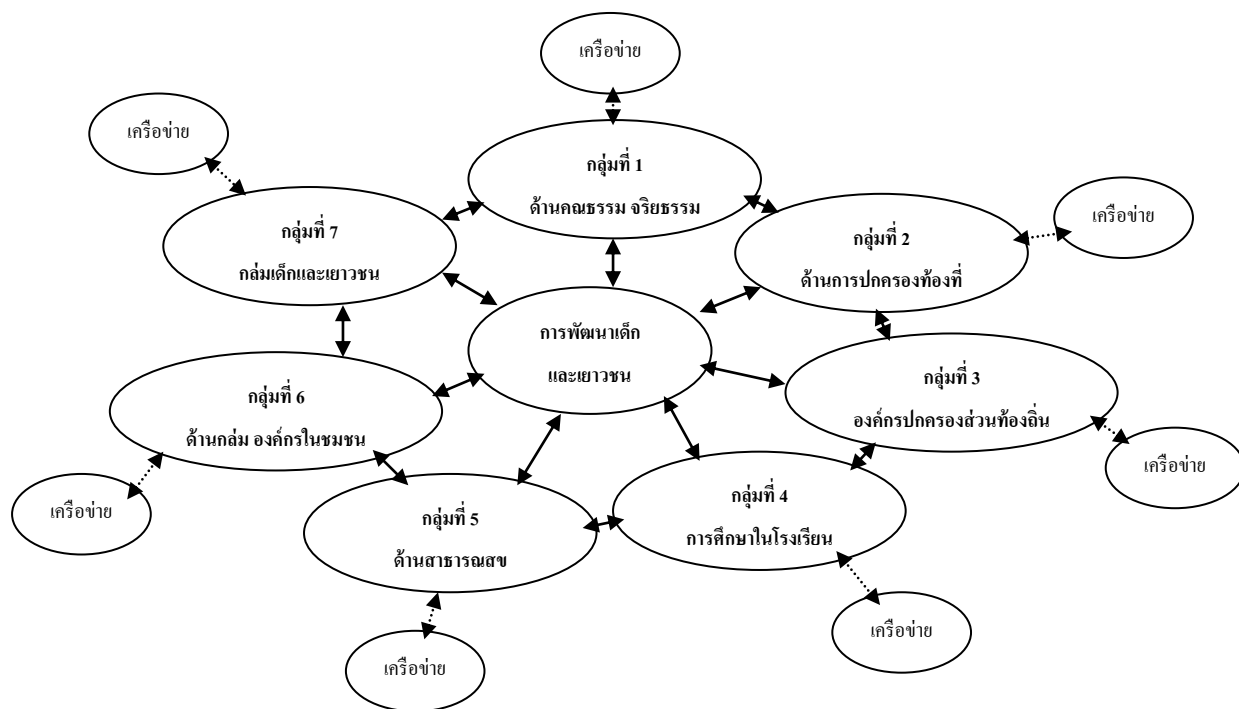 เครือข่าย
เครือข่าย
กลุ่มที่ 1
ด้านคณธรรม จริยธรรม
เครือข่าย
กลุ่มที่ 7
กล่มเด็กและเยาวชน
กลุ่มที่ 2
ด้านการปกครองท้องที่
การพัฒนาเด็ก
และเยาวชน
กลุ่มที่ 3
องค์กรปกครองส่วนท้องถิ่น
กลุ่มที่ 6
ด้านกล่ม องค์กรในชมชน
เครือข่าย
เครือข่าย
กลุ่มที่ 4
การศึกษาในโรงเรียน
กลุ่มที่ 5
ด้านสาธารณสข
เครือข่าย
เครือข่าย